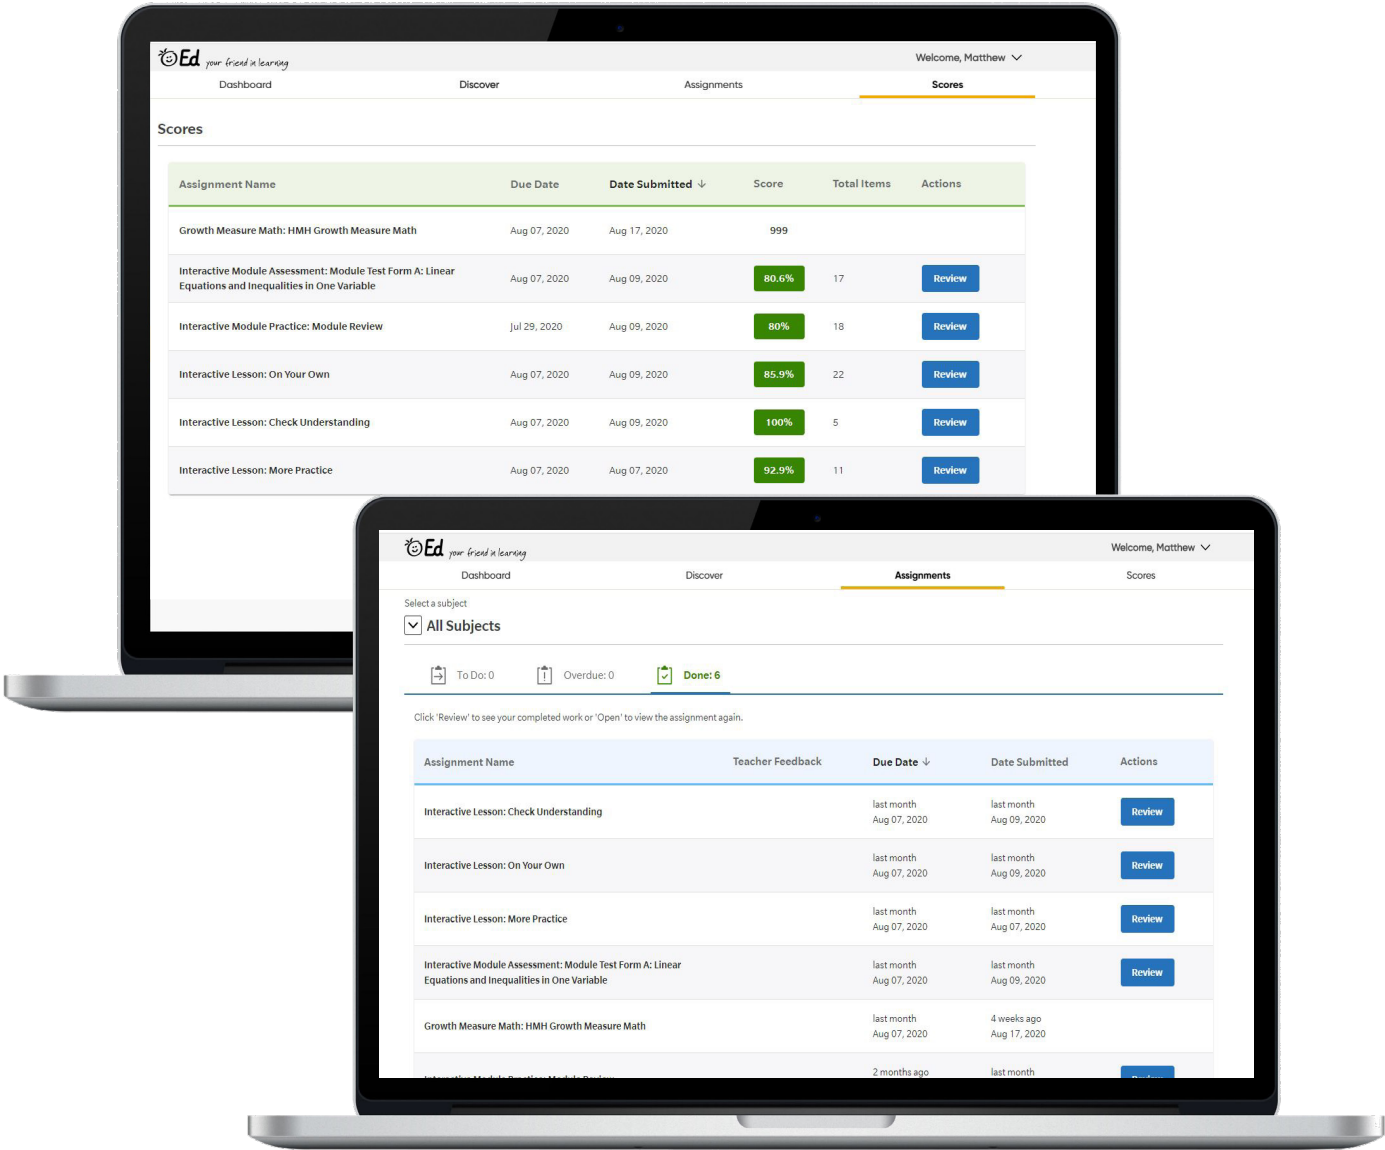 Ed your friend in learning
Welcome, Matthew
Dashboard Discover Assignments Scores
Scores
Assignment Name Due Date Date Submitted ↓ Score Total Items Actions
Growth Measure Math: HMH Growth Measure Math Aug 07, 2020 Aug 17, 2020 999
Interactive Module Assessment: Module Test Form A: Linear
Equations and Inequalities in One Variable Aug 07, 2020 Aug 09, 2020 80.6% 17 Review
Interactive Module Practice: Module Review Jul 29, 2020 Aug 09, 2020 80% 18 Review
Interactive Lesson: On Your Own Aug 07, 2020 Aug 09, 2020 85.9% 22 Review
Interactive Lesson: Check Understanding Aug 07, 2020 Aug 09, 2020 100% 5 Review
Interactive Lesson: More Practice Aug 07, 2020 Aug 07, 2020 92.9% 11 Review
Ed your friend in learning
Welcome, Matthew
Dashboard Discover Assignments Scores
Select a subject
All Subjects
To Do: 0 Overdue: 0 Done: 6
Click 'Review' to see your completed work or 'Open' to view the assignment again.
Assignment Name Teacher Feedback Due Date ↓ Date Submitted Actions
last month last month
Interactive Lesson: Check Understanding Review
Aug 07, 2020 Aug 09, 2020
last month last month
Interactive Lesson: On Your Own Review
Aug 07, 2020 Aug 09, 2020
last month last month
Interactive Lesson: More Practice Review
Aug 07, 2020 Aug 07, 2020
Interactive Module Assessment: Module Test Form A: Linear last month last month
Review
Equations and Inequalities in One Variable Aug 07, 2020 Aug 09, 2020
last month 4 weeks ago
Growth Measure Math: HMH Growth Measure Math
Aug 07, 2020 Aug 17, 2020
2 months ago last month